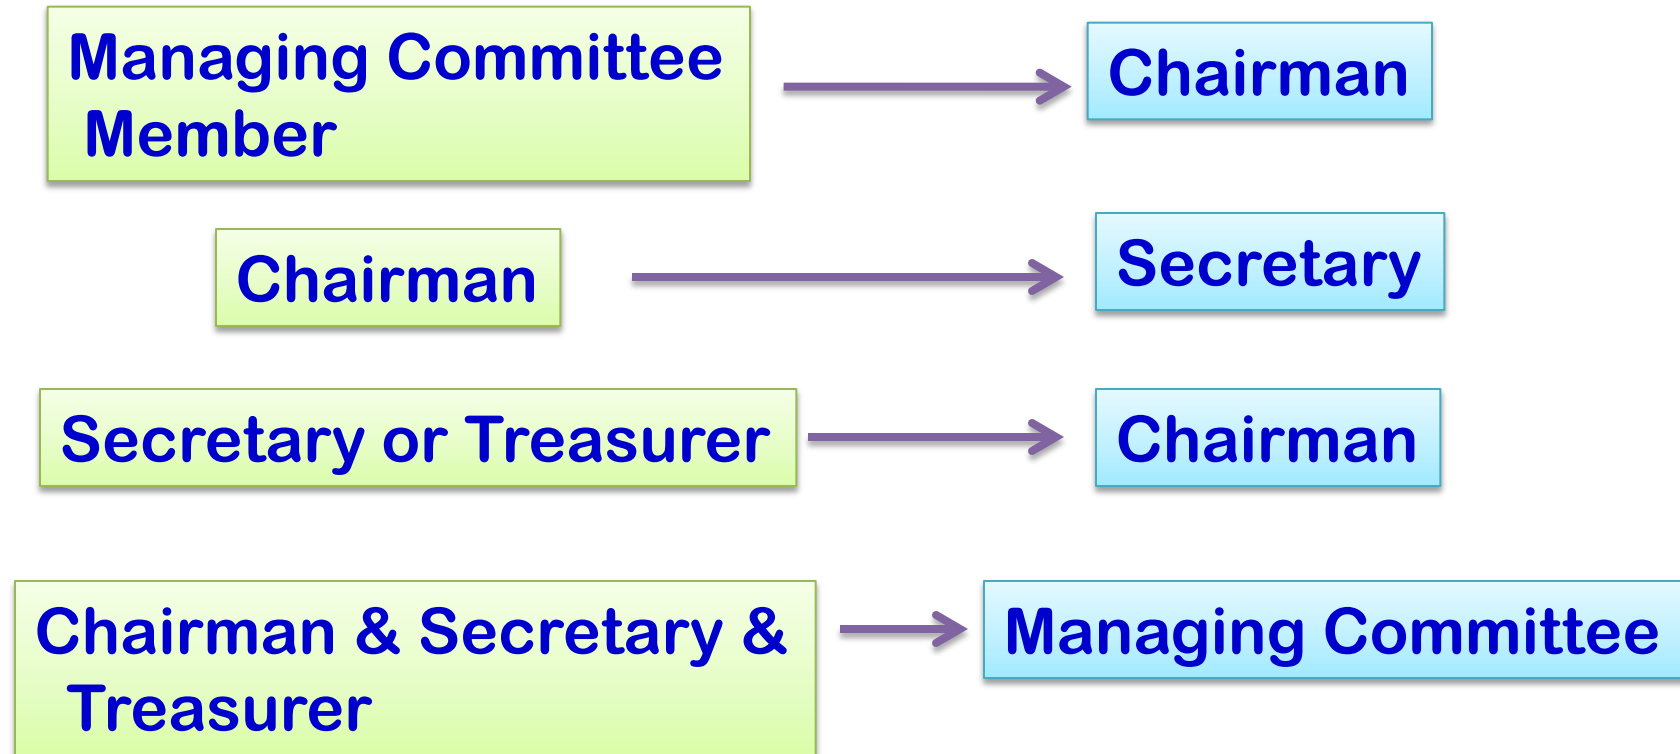 Managing Committee
Member
Chairman
Chairman
Secretary
Secretary or Treasurer
Chairman
Chairman & Secretary &
Treasurer
Managing Committee